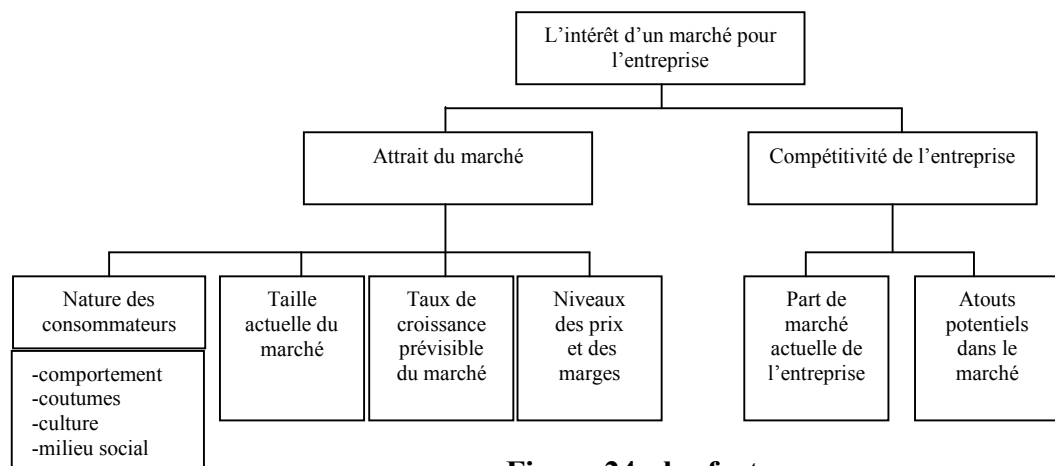 L’intérêt d’un marché pour
l’entreprise
Attrait du marché
Compétitivité de l’entreprise
Nature des
consommateurs
-comportement
-coutumes
-culture
-milieu social
Taille
actuelle du
marché
Taux de
croissance
prévisible
du marché
Niveaux
des prix
et des
marges
Part de
marché
actuelle de
l’entreprise
Atouts
potentiels
dans le
marché